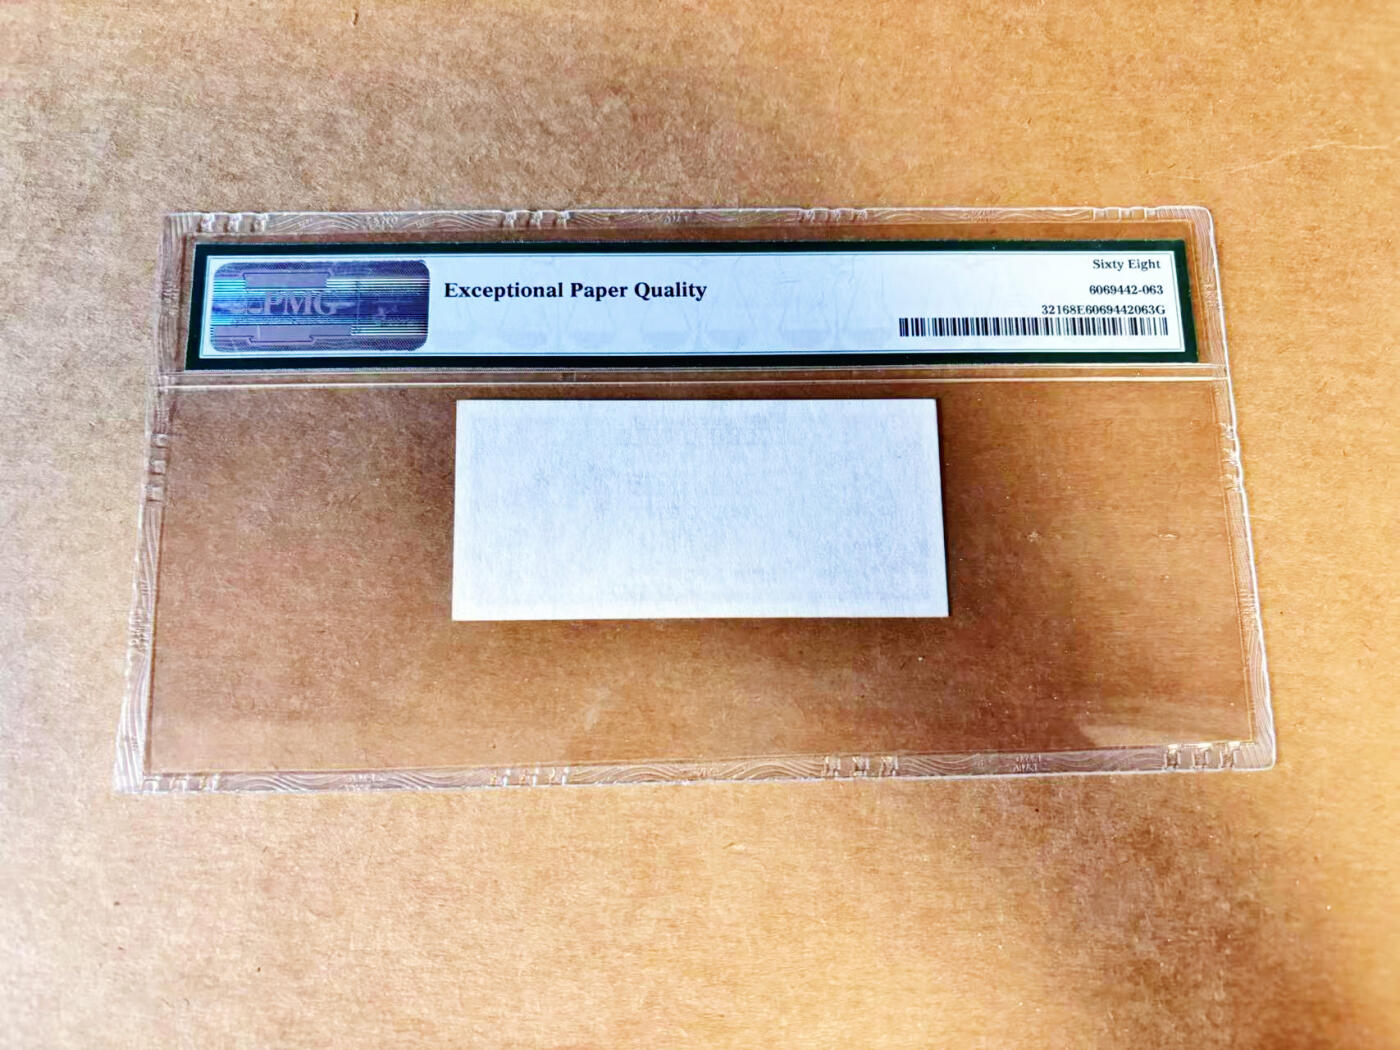 PMG
Exceptional Paper Quality
Sixty Eight
6069442-063
32168E6069442063G